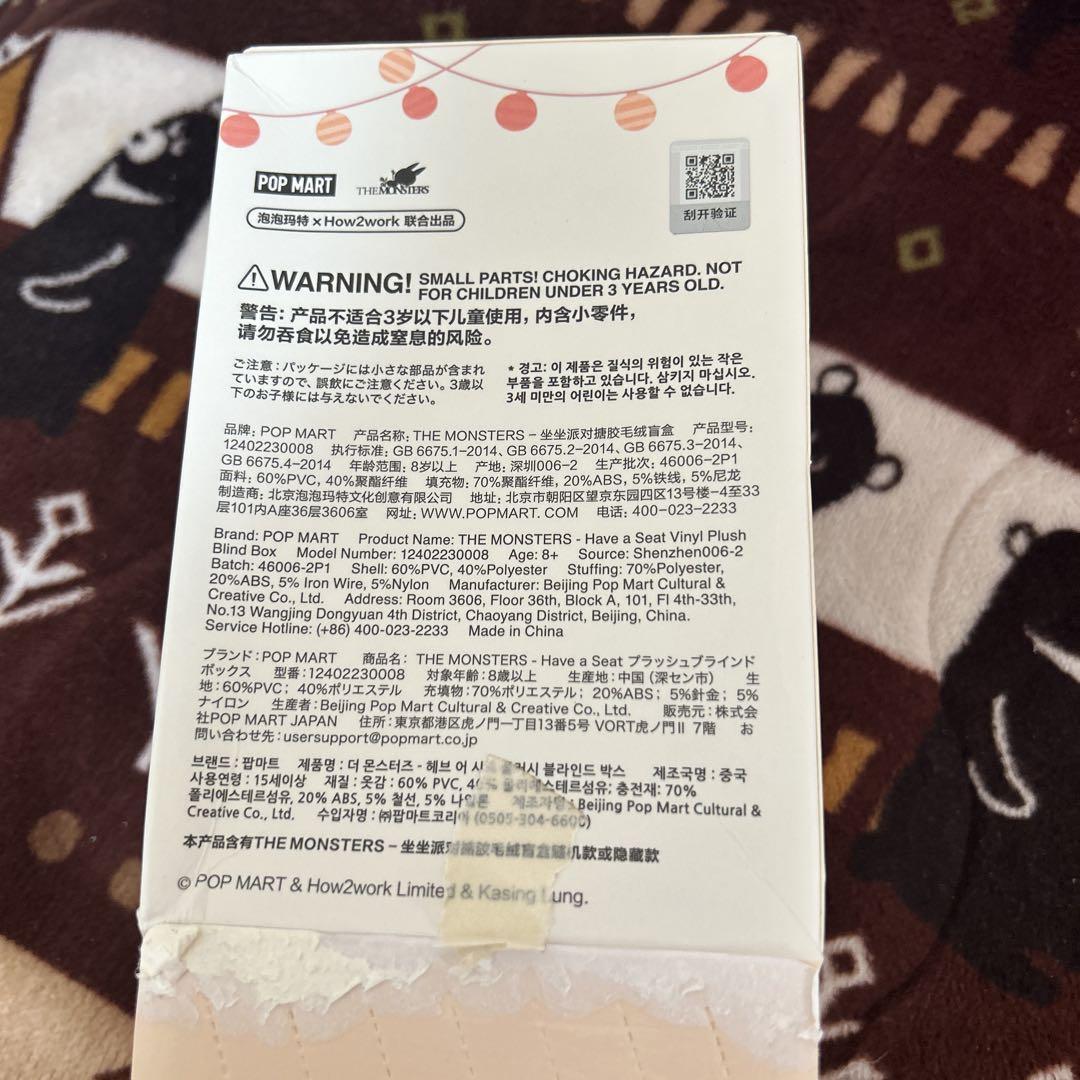 POP MART THE MONSTERS
泡泡玛特×How2work 联合出品
刮开验证
WARNING! SMALL PARTS! CHOKING HAZARD. NOT
FOR CHILDREN UNDER 3 YEARS OLD.
警告: 产品不适合3岁以下儿童使用，内含小零件，
请勿吞食以免造成窒息的风险。
ご注意：パッケージには小さな部品が含まれ
ていますので、誤飲にご注意ください。3歳以
下のお子様には与えないでください。
* 경고: 이 제품은 질식의 위험이 있는 작은
부품을 포함하고 있습니다. 삼키지 마십시오.
3세 미만의 어린이는 사용할 수 없습니다.
品牌: POP MART 产品名称: THE MONSTERS – 坐坐派对搪胶毛绒盲盒 产品型号:
12402230008 执行标准: GB 6675.1–2014、GB 6675.2–2014、GB 6675.3–2014、
GB 6675.4–2014 年龄范围: 8岁以上 产地: 深圳006–2 生产批次: 46006–2P1
面料: 60%PVC, 40%聚酯纤维 填充物: 70%聚酯纤维, 20%ABS, 5%铁线, 5%尼龙
制造商: 北京泡泡玛特文化创意有限公司 地址: 北京市朝阳区望京东园四区13号楼–4至33
层101内A座36层3606室 网址: WWW.POPMART. COM 电话: 400–023–2233
Brand: POP MART Product Name: THE MONSTERS - Have a Seat Vinyl Plush
Blind Box Model Number: 12402230008 Age: 8+ Source: Shenzhen006-2
Batch: 46006-2P1 Shell: 60%PVC, 40%Polyester Stuffing: 70%Polyester,
20%ABS, 5% Iron Wire, 5%Nylon Manufacturer: Beijing Pop Mart Cultural &
Creative Co., Ltd. Address: Room 3606, Floor 36th, Block A, 101, Fl 4th-33th,
No.13 Wangjing Dongyuan 4th District, Chaoyang District, Beijing, China.
Service Hotline: (+86) 400-023-2233 Made in China
ブランド：POP MART 商品名： THE MONSTERS - Have a Seat プラッシュブラインド
ボックス 型番：12402230008 対象年齢：8歳以上 生産地：中国（深セン市） 生
地：60%PVC；40%ポリエステル 充填物：70%ポリエステル；20%ABS；5%針金；5%
ナイロン 生産者：Beijing Pop Mart Cultural & Creative Co., Ltd. 販売元：株式会
社POP MART JAPAN 住所：東京都港区虎ノ門一丁目13番5号 VORT虎ノ門Ⅱ 7階 お
問い合わせ先：usersupport@popmart.co.jp
브랜드 : 팝마트 제품명 : 더 몬스터즈 - 헤브 어 블라인드 박스 제조국명 : 중국
사용연령 : 15세이상 재질 : 옷감 : 60% PVC, 40% 폴리에스테르섬유; 충전재: 70%
폴리에스테르섬유, 20% ABS, 5% 철선, 5% 나일론 제조자명 : Beijing Pop Mart Cultural &
Creative Co., Ltd. 수입자명 : ㈜팝마트코리아 (0505-304-6600)
本产品含有THE MONSTERS – 坐坐派对搪胶毛绒盲盒随机款或隐藏款
© POP MART & How2work Limited & Kasing Lung.